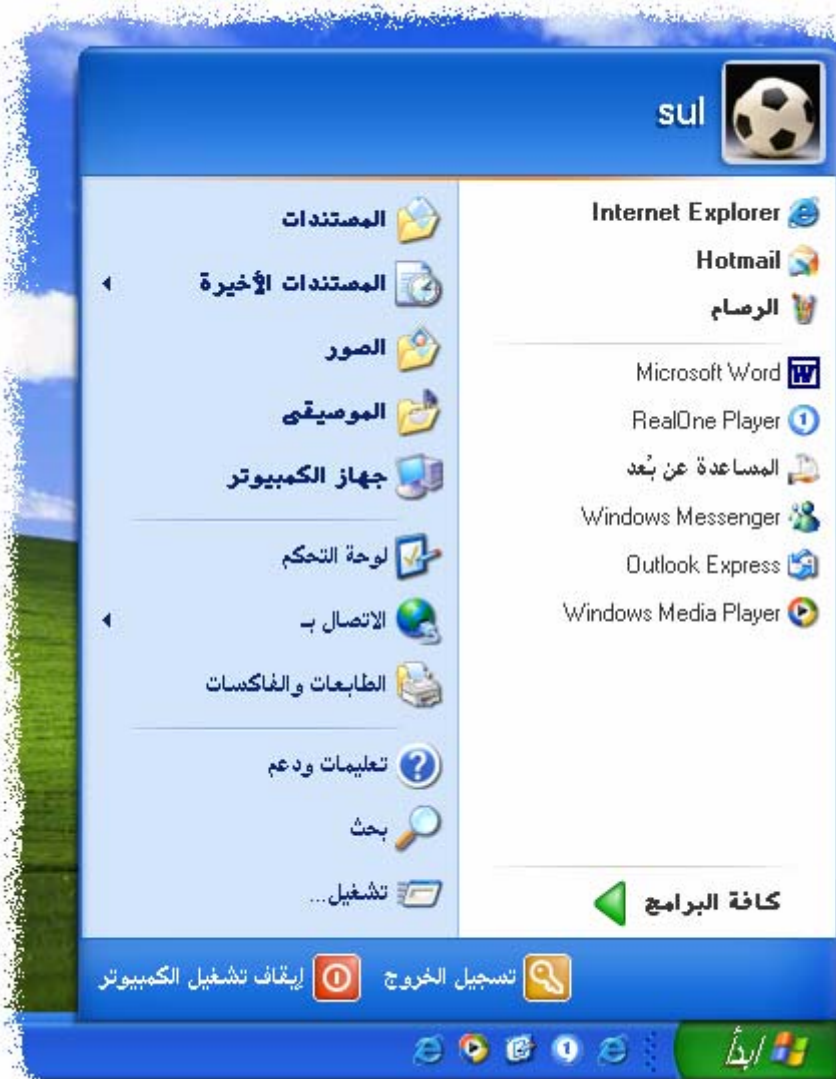 sul
Internet Explorer
Hotmail
الرسام
Microsoft Word
RealOne Player
المساعدة عن بُعد
Windows Messenger
Outlook Express
Windows Media Player
كافة البرامج
المستندات
المستندات الأخيرة
الصور
الموسيقى
جهاز الكمبيوتر
لوحة التحكم
الاتصال بـ
الطابعات والفاكسات
تعليمات ودعم
بحث
تشغيل...
تسجيل الخروج
إيقاف تشغيل الكمبيوتر
ابدأ